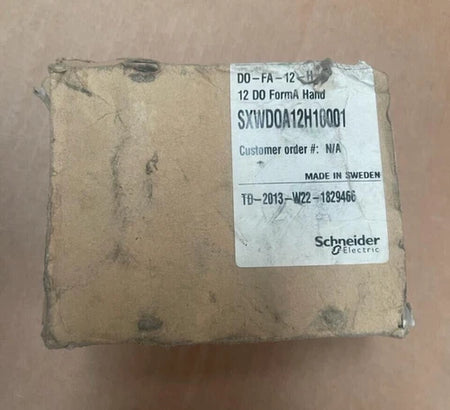 DO-FA-12-H
12 DO FormA Hand
SXWDOA12H10001
Customer order #: N/A
MADE IN SWEDEN
TD-2013-W22-1829466
Schneider
Electric